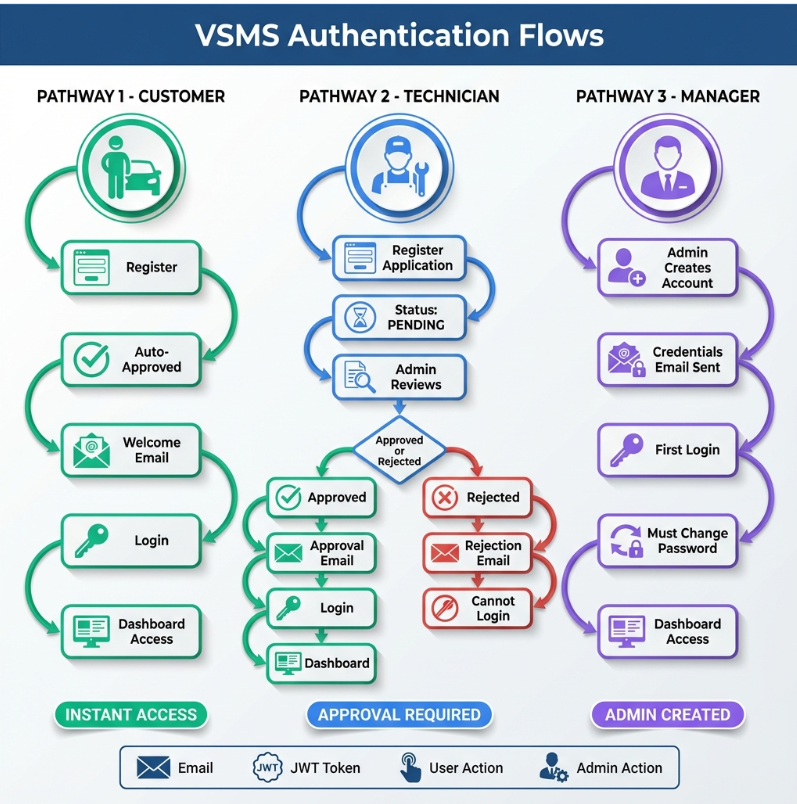 VSMS Authentication Flows
PATHWAY 1 - CUSTOMER
Register
Auto-
Approved
Welcome
Email
Login
Dashboard
Access
INSTANT ACCESS
PATHWAY 2 - TECHNICIAN
Register
Application
Status:
PENDING
Admin
Reviews
Approved
or
Rejected
Approved
Approval
Email
Login
Dashboard
Rejected
Rejection
Email
Cannot
Login
APPROVAL REQUIRED
PATHWAY 3 - MANAGER
Admin
Creates
Account
Credentials
Email Sent
First Login
Must Change
Password
Dashboard
Access
ADMIN CREATED
Email
JWT
JWT Token
User Action
Admin Action